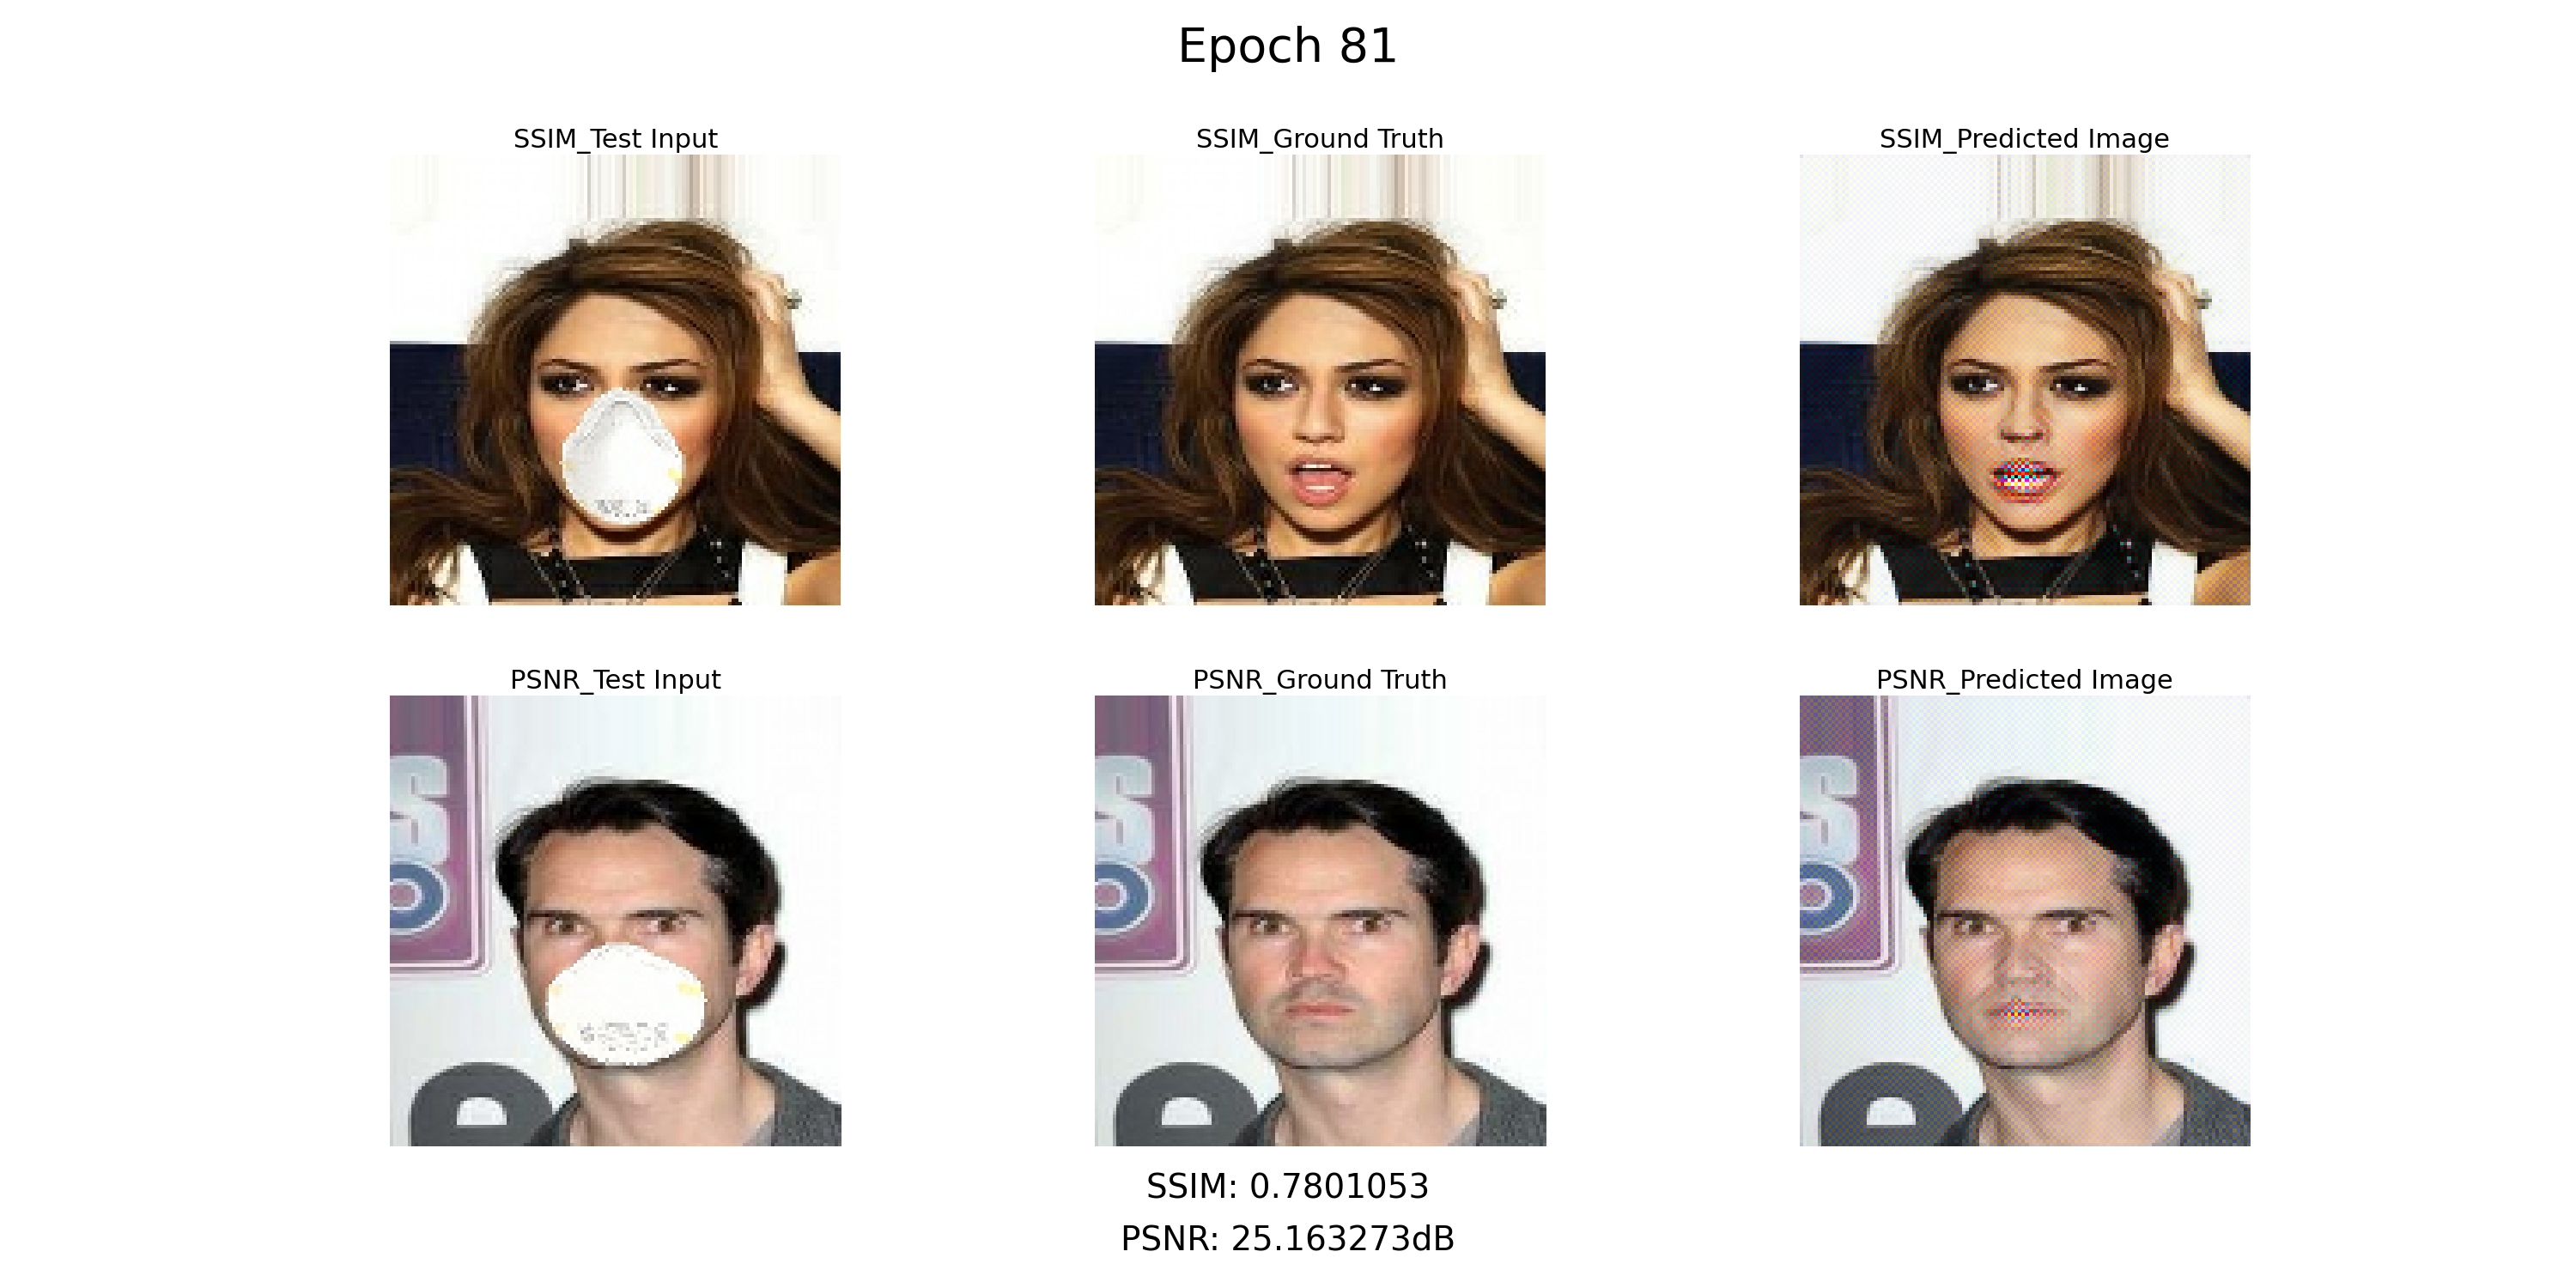 Epoch 81
SSIM_Test Input
SSIM_Ground Truth
SSIM_Predicted Image
PSNR_Test Input
PSNR_Ground Truth
PSNR_Predicted Image
S
O
e
S
O
e
S
O
e
SSIM: 0.7801053
PSNR: 25.163273dB